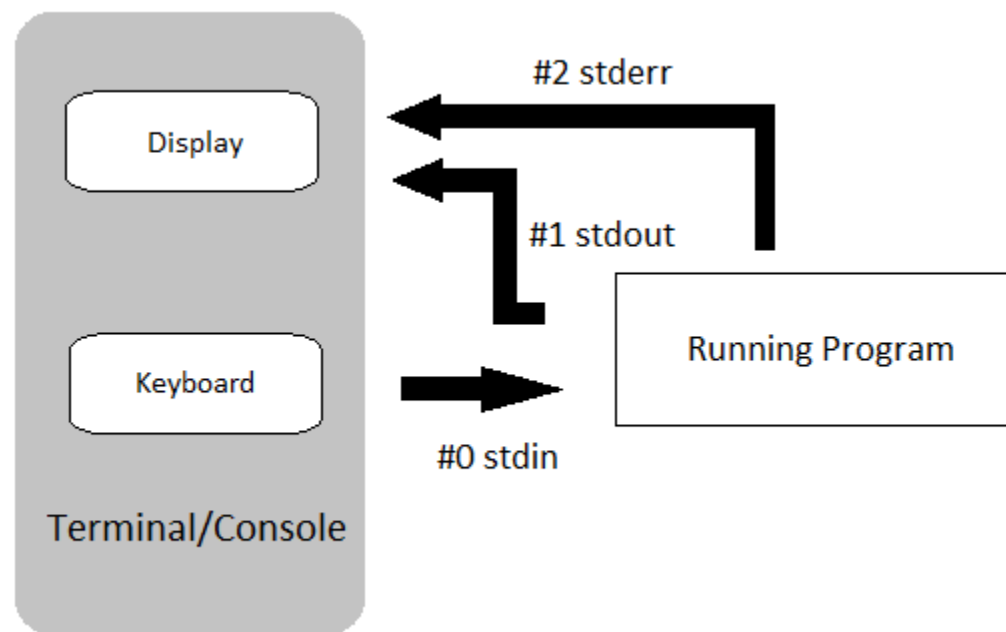 #2 stderr
Display
#1 stdout
Running Program
Keyboard
#0 stdin
Terminal/Console